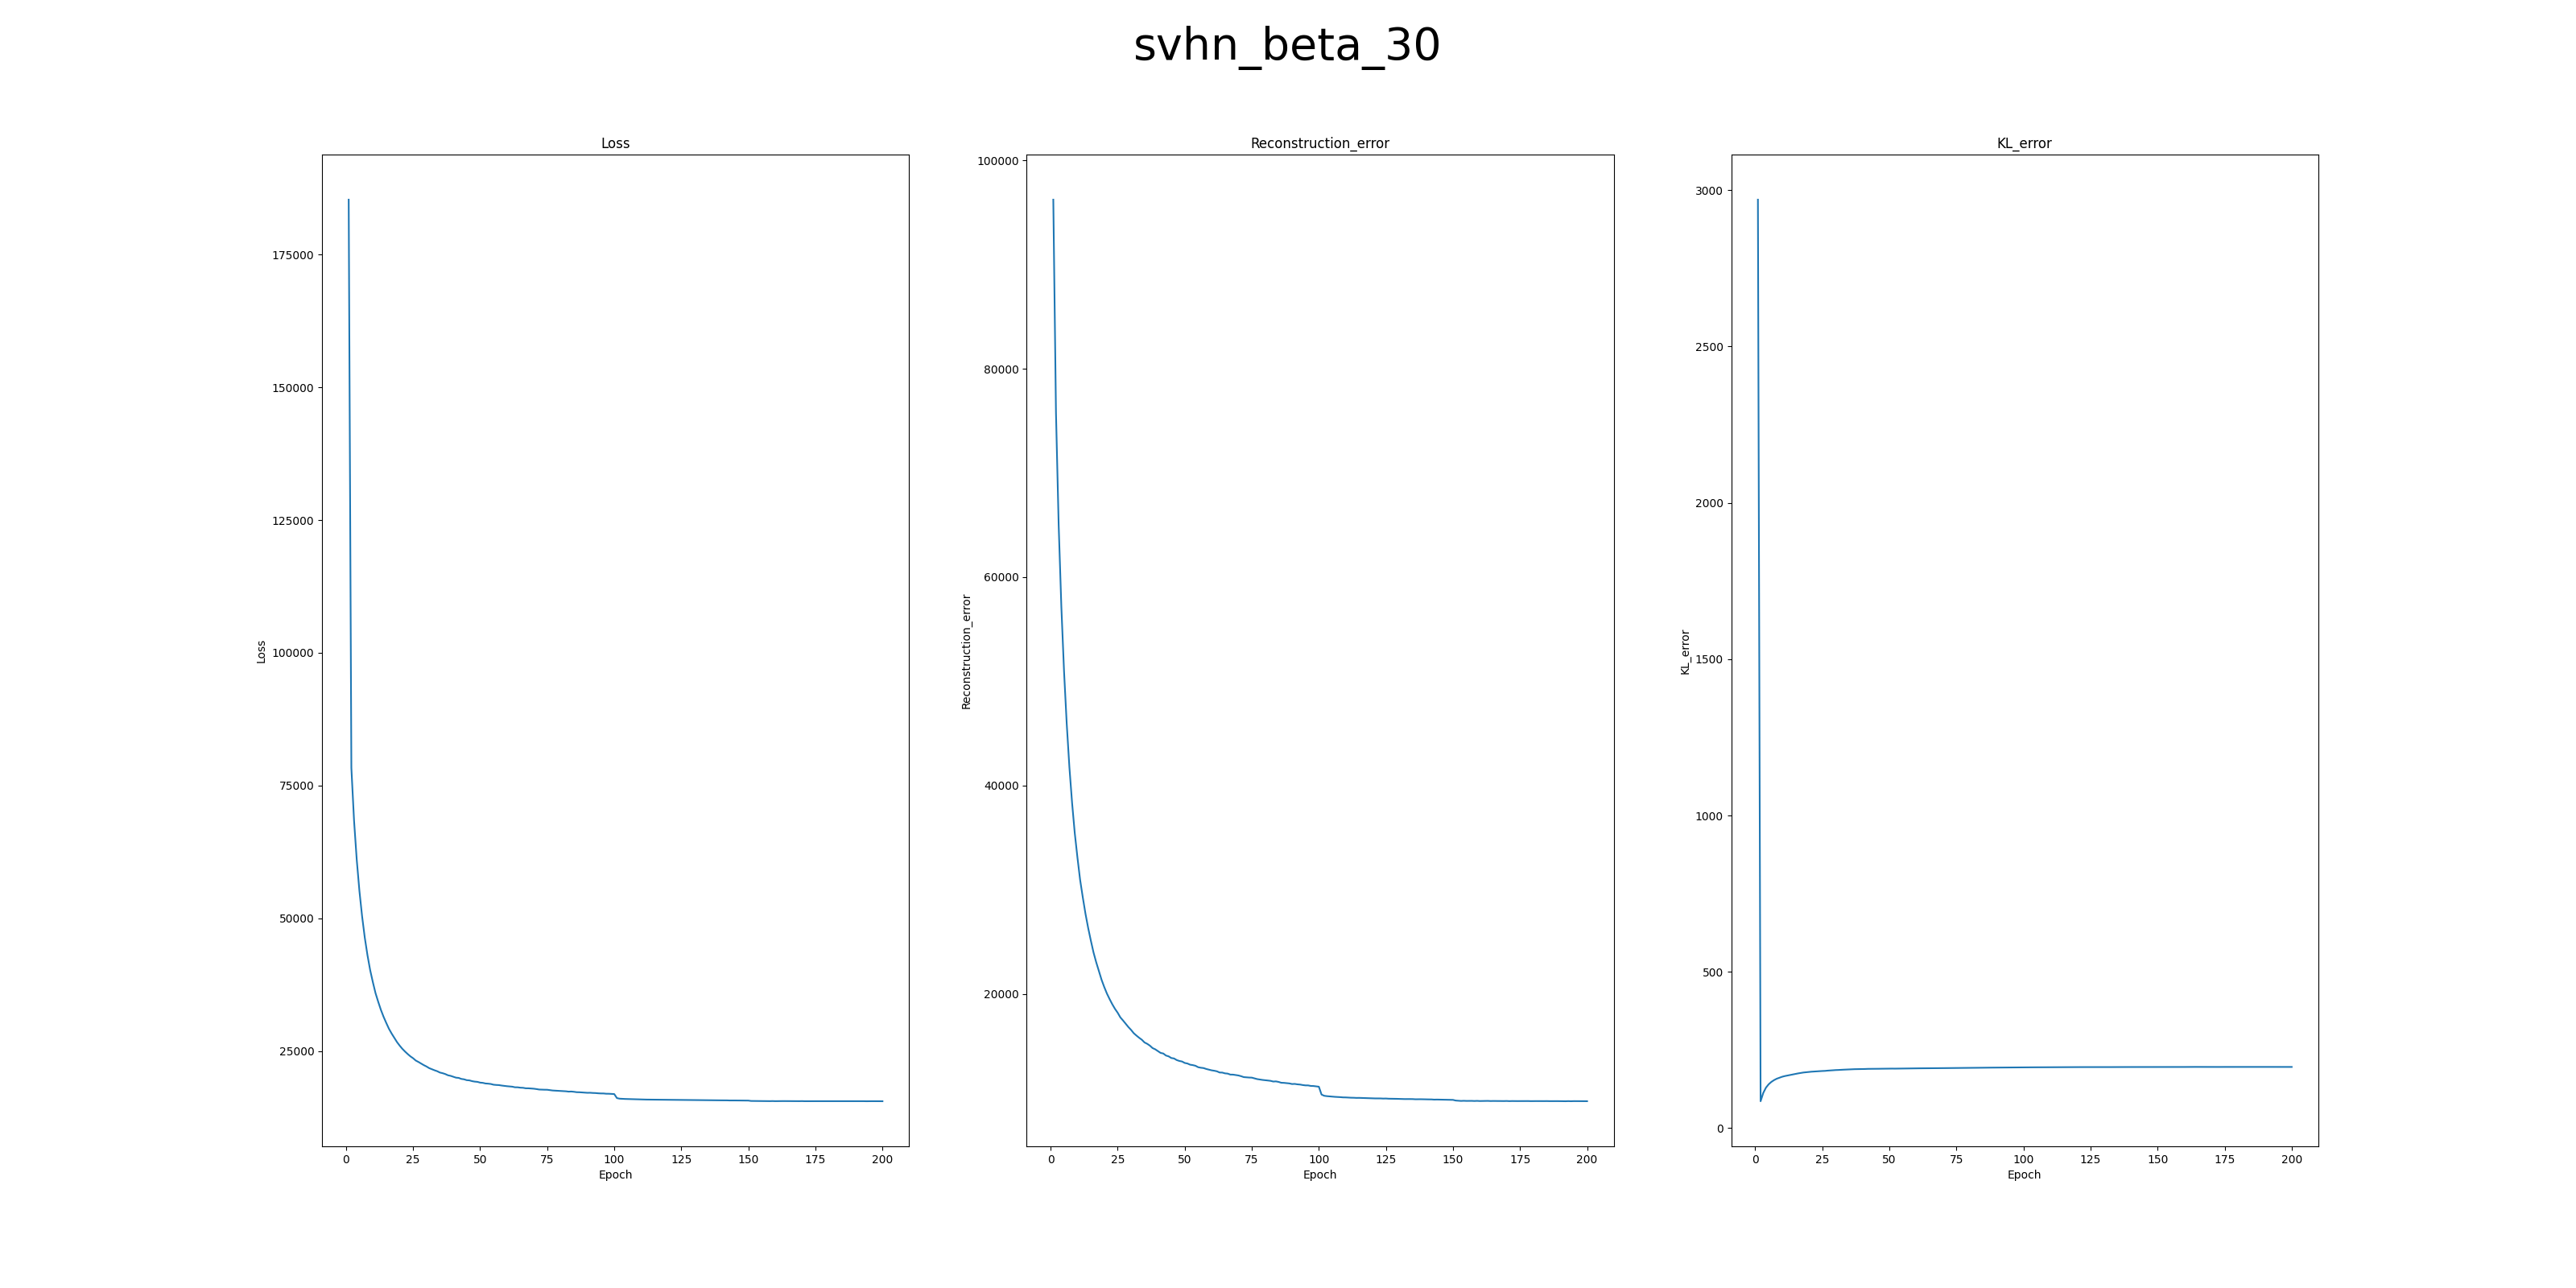 svhn_beta_30
Loss
Loss
175000
150000
125000
100000
75000
50000
25000
0 25 50 75 100 125 150 175 200
Epoch
Reconstruction_error
Reconstruction_error
100000
80000
60000
40000
20000
0 25 50 75 100 125 150 175 200
Epoch
KL_error
KL_error
3000
2500
2000
1500
1000
500
0
0 25 50 75 100 125 150 175 200
Epoch